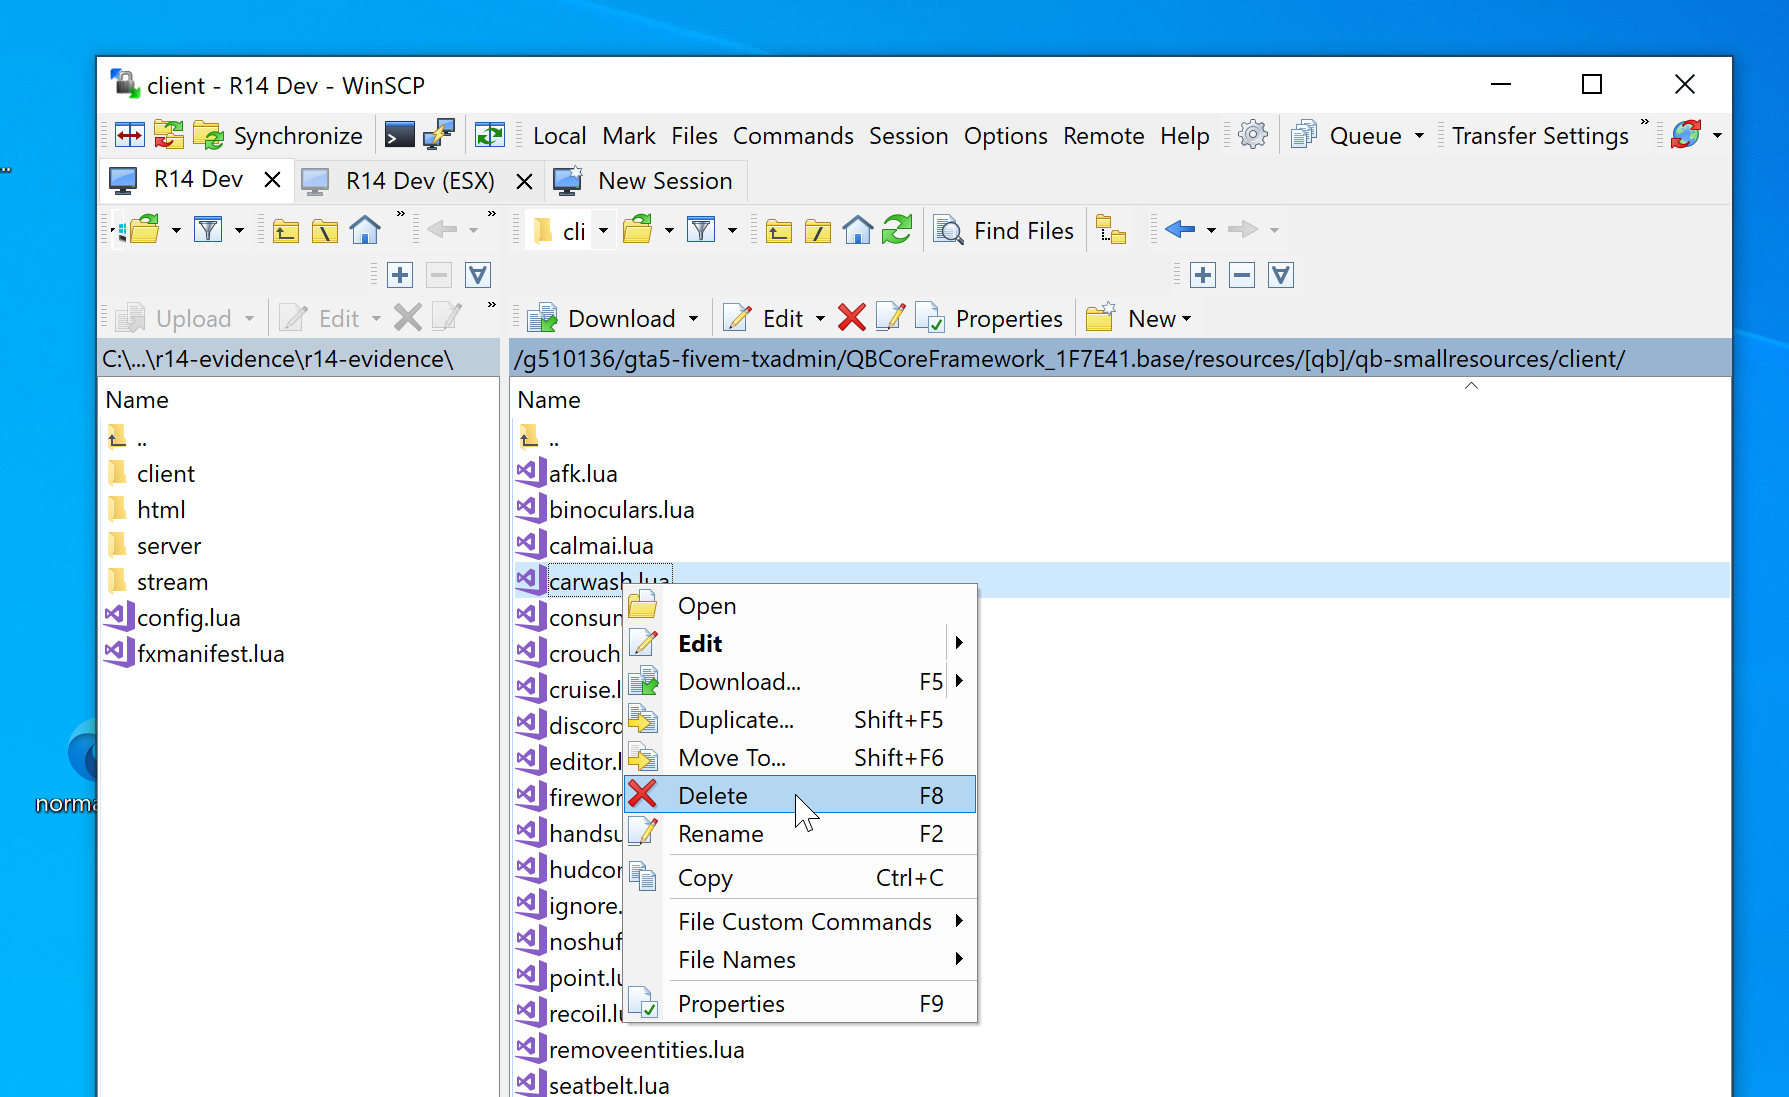 client - R14 Dev - WinSCP
Synchronize Local Mark Files Commands Session Options Remote Help Queue Transfer Settings »
R14 Dev R14 Dev (ESX) New Session
» » cli Find Files
Upload Edit » Download Edit Properties New
C:\...\r14-evidence\r14-evidence\
/g510136/gta5-fivem-txadmin/QBCoreFramework_1F7E41.base/resources/[qb]/qb-smallresources/client/
Name
..
client
html
server
stream
config.lua
fxmanifest.lua
Name
..
afk.lua
binoculars.lua
calmai.lua
carwash.lua
consum
crouch
cruise.l
discord
editor.l
firewor
handsu
hudcon
ignore.
noshuf
point.lu
recoil.lu
removeentities.lua
seatbelt.lua
Open
Edit
Download... F5
Duplicate... Shift+F5
Move To... Shift+F6
Delete F8
Rename F2
Copy Ctrl+C
File Custom Commands
File Names
Properties F9
norma